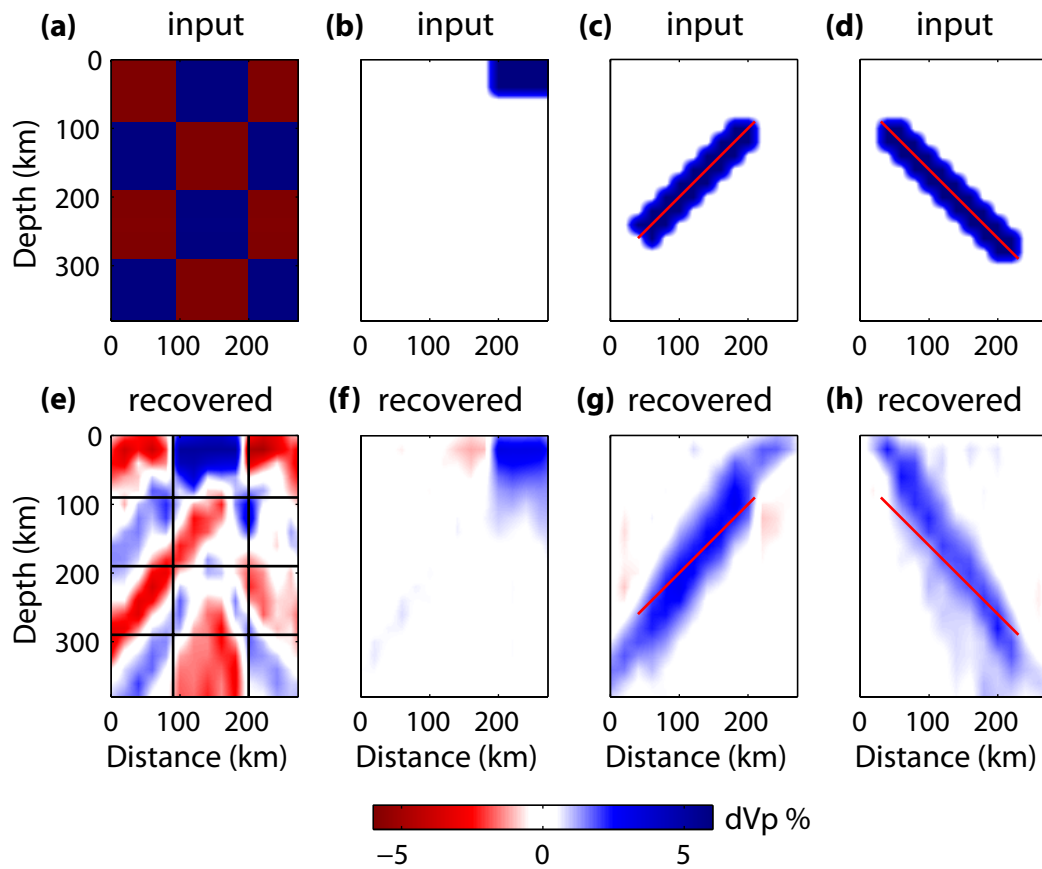 (a) input (b) input (c) input (d) input
0
100
200
300
Depth (km)
0 100 200 0 100 200 0 100 200 0 100 200
(e) recovered (f) recovered (g) recovered (h) recovered
0
100
200
300
Depth (km)
0 100 200 0 100 200 0 100 200 0 100 200
Distance (km) Distance (km) Distance (km) Distance (km)
dVp %
−5 0 5